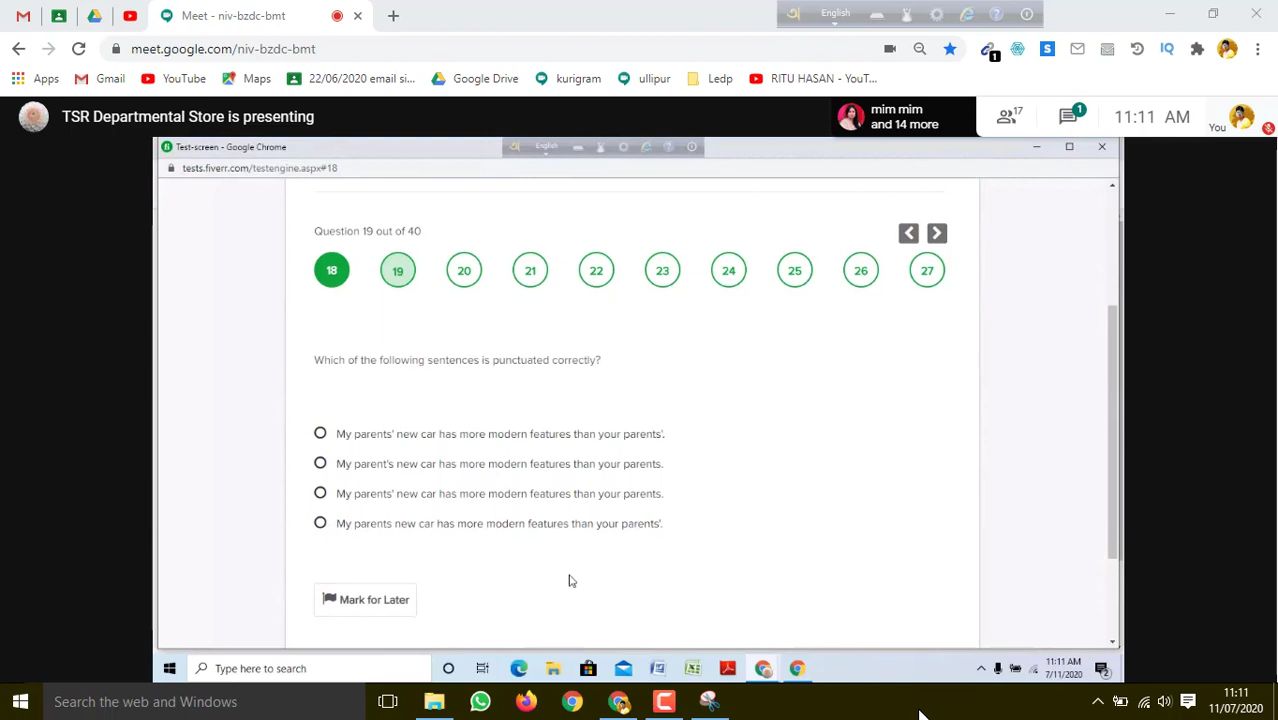 Meet - niv-bzdc-bmt
English
meet.google.com/niv-bzdc-bmt
S
1
IQ
Apps
Gmail
YouTube
Maps
22/06/2020 email si...
Google Drive
kurigram
ullipur
Ledp
RITU HASAN - YouT...
TSR Departmental Store is presenting
mim mim
and 14 more
17
1
11:11 AM
You
Test-screen - Google Chrome
English
tests.fiverr.com/testengine.aspx#18
Question 19 out of 40
18 19 20 21 22 23 24 25 26 27
Which of the following sentences is punctuated correctly?
My parents' new car has more modern features than your parents'.
My parent's new car has more modern features than your parents.
My parents' new car has more modern features than your parents.
My parents new car has more modern features than your parents'.
Mark for Later
Type here to search
11:11 AM
7/11/2020
2
Search the web and Windows
11:11
11/07/2020